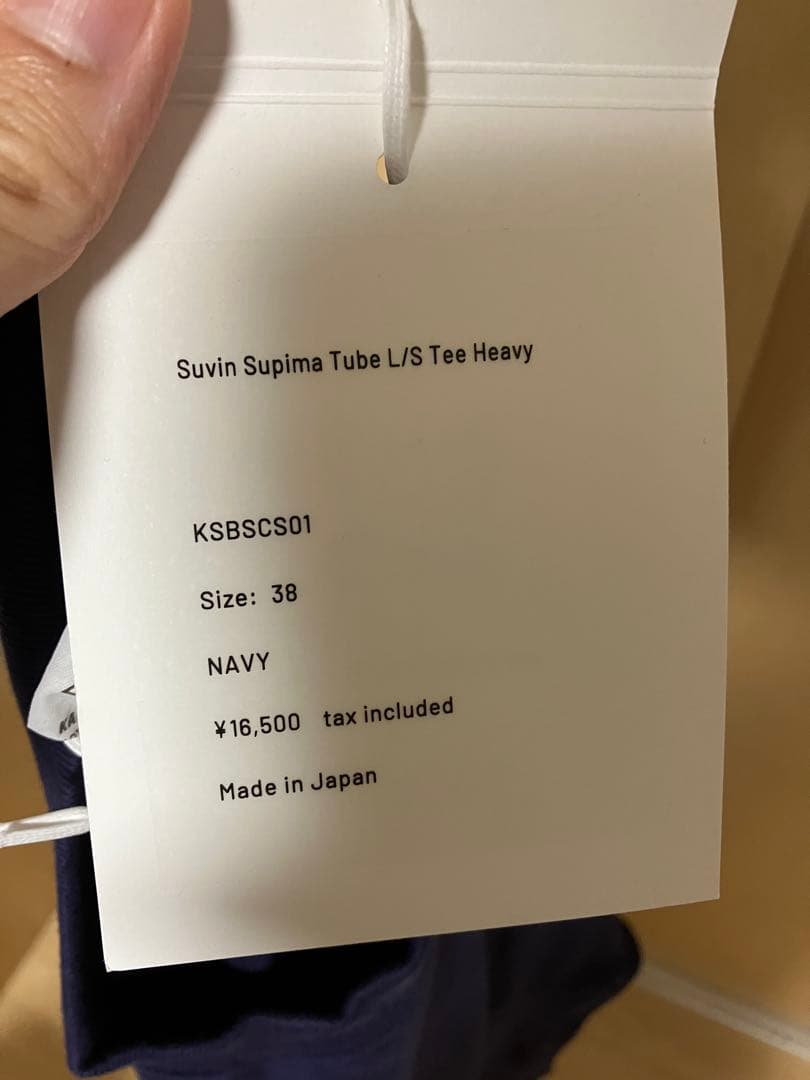 Suvin Supima Tube L/S Tee Heavy
KSBSCS01
Size: 38
NAVY
¥16,500 tax included
Made in Japan